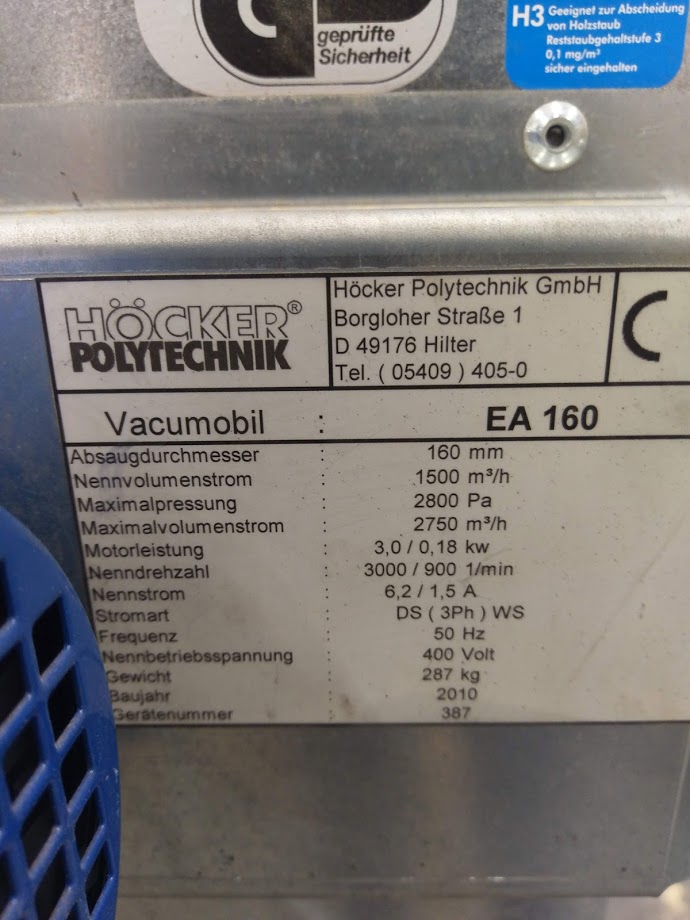 geprüfte
Sicherheit
H3 Geeignet zur Abscheidung
von Holzstaub
Reststaubgehaltstufe 3
0,1 mg/m³
sicher eingehalten
HÖCKER®
POLYTECHNIK
Höcker Polytechnik GmbH
Borgloher Straße 1
D 49176 Hilter
Tel. ( 05409 ) 405-0
Vacumobil : EA 160
Absaugdurchmesser : 160 mm
Nennvolumenstrom : 1500 m³/h
Maximalpressung : 2800 Pa
Maximalvolumenstrom : 2750 m³/h
Motorleistung : 3,0 / 0,18 kw
Nenndrehzahl : 3000 / 900 1/min
Nennstrom : 6,2 / 1,5 A
Stromart : DS ( 3Ph ) WS
Frequenz : 50 Hz
Nennbetriebsspannung : 400 Volt
Gewicht : 287 kg
Baujahr : 2010
Gerätenummer : 387